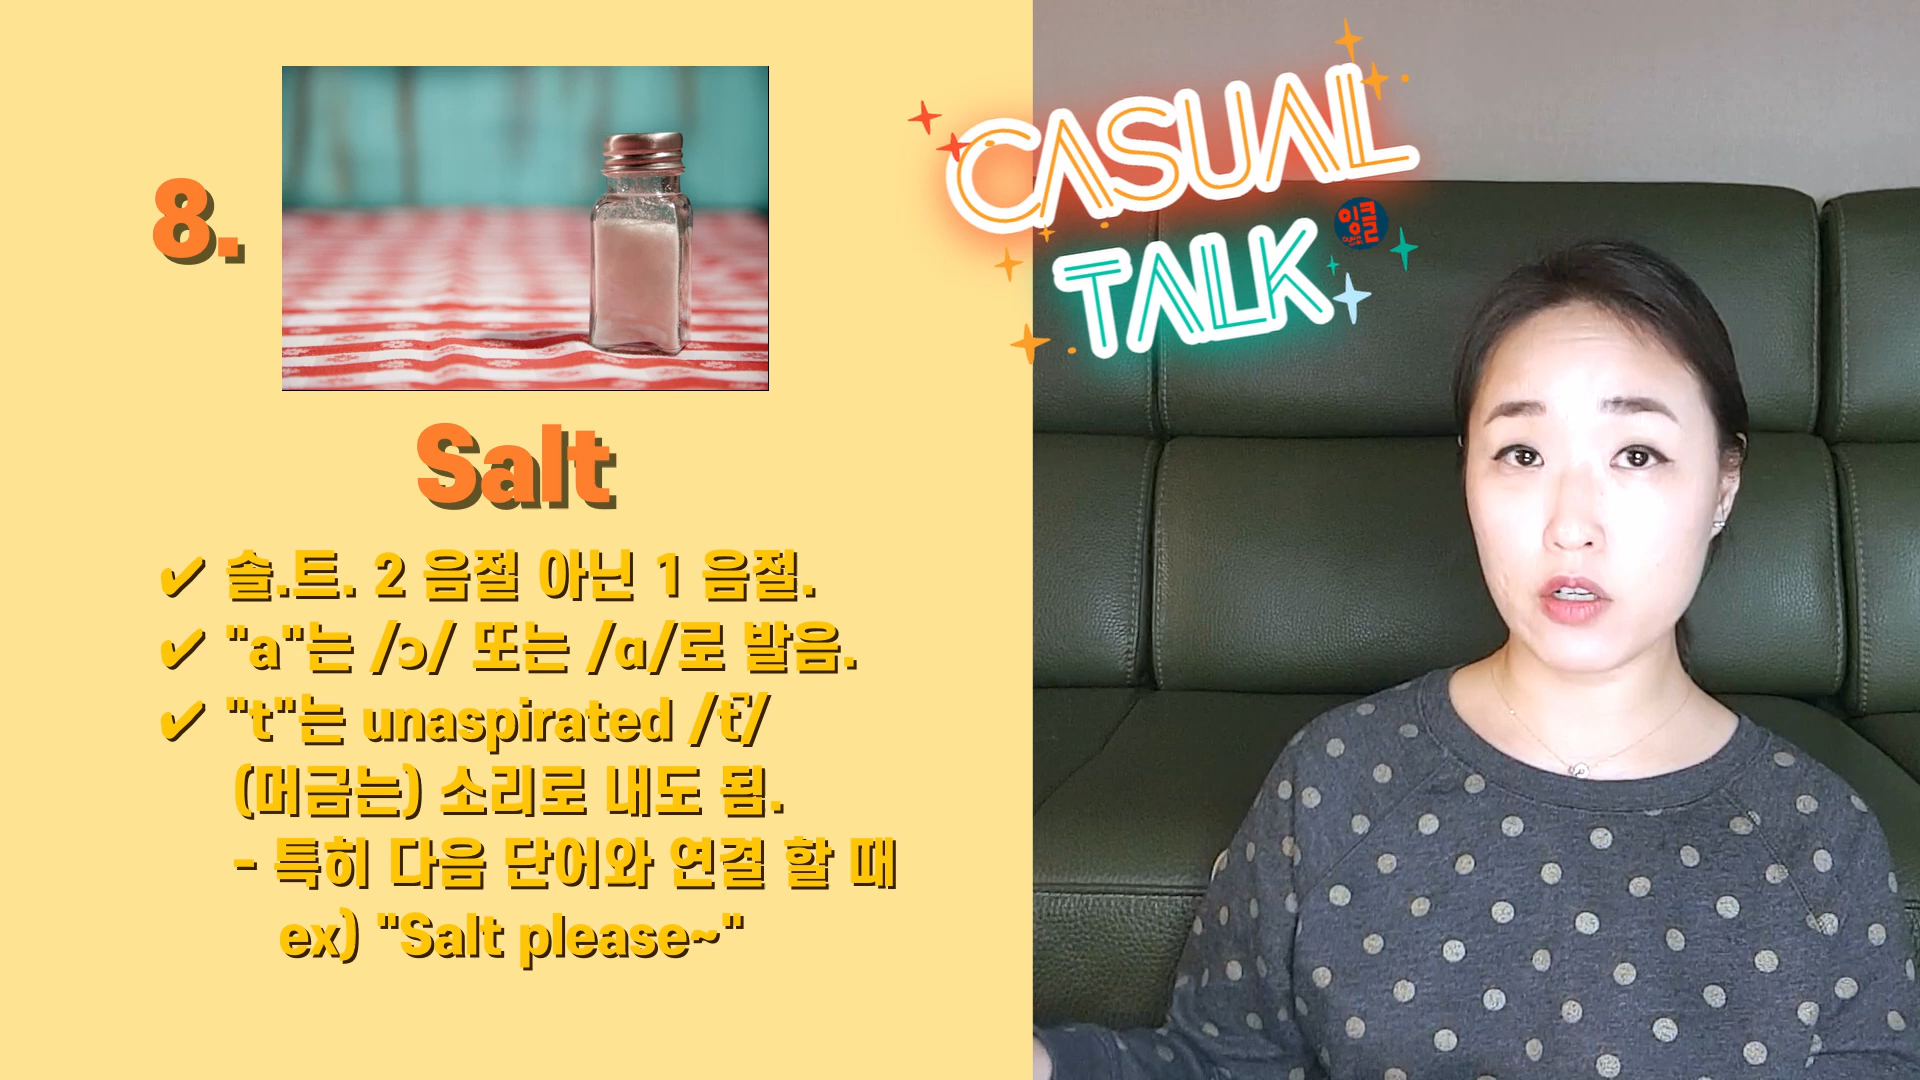 CASUAL
TALK
잉클
8.
Salt
✔ 솔.트. 2 음절 아닌 1 음절.
✔ "a"는 /ɔ/ 또는 /ɑ/로 발음.
✔ "t"는 unaspirated /t̚/
(머금는) 소리로 내도 됨.
- 특히 다음 단어와 연결 할 때
ex) "Salt please~"